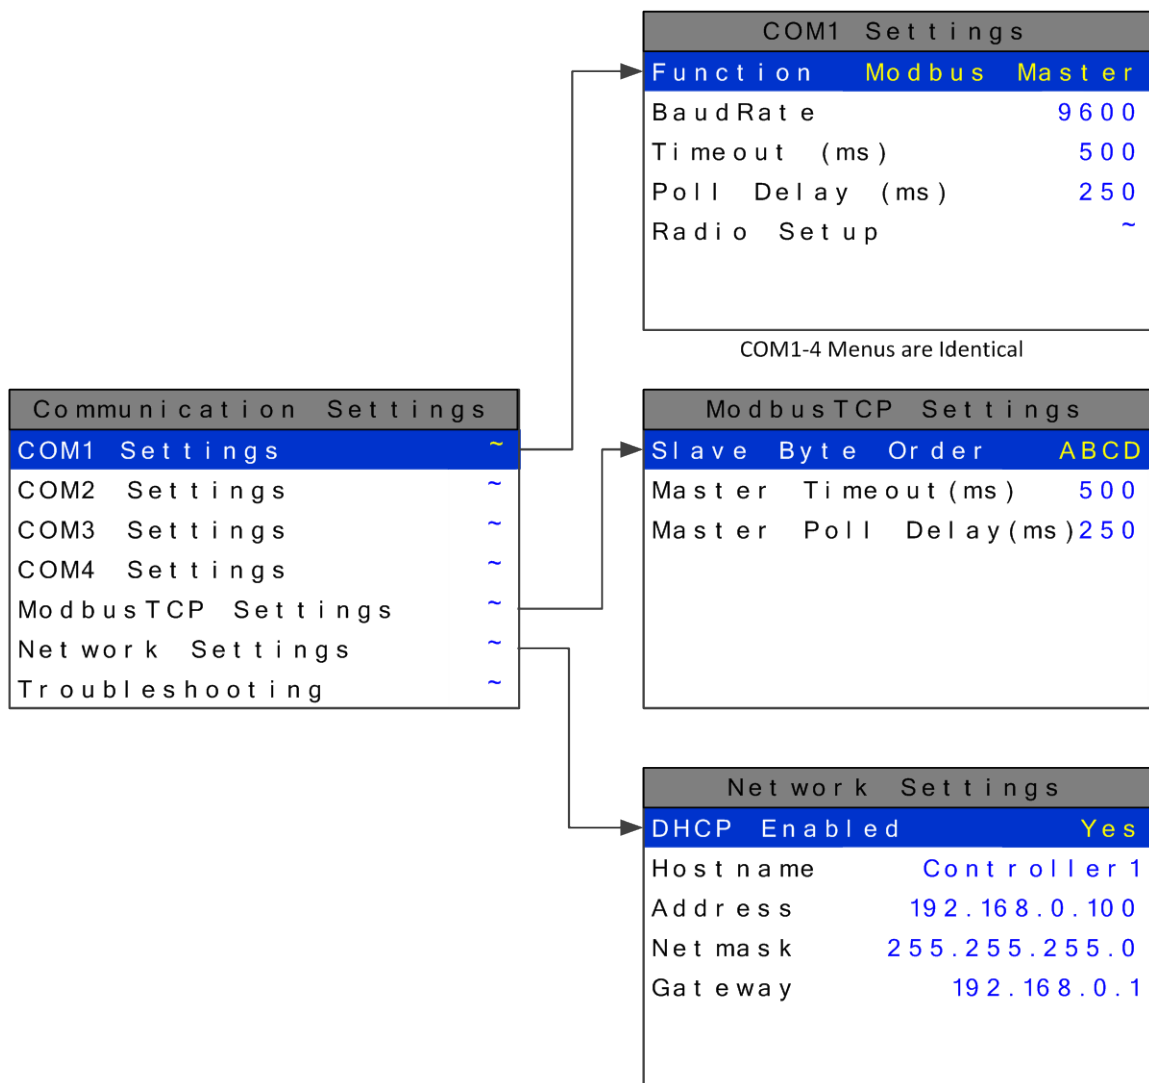 COM1 Settings
Function Modbus Master
BaudRate 9600
Timeout (ms) 500
Poll Delay (ms) 250
Radio Setup ~
COM1-4 Menus are Identical
Communication Settings
COM1 Settings ~
COM2 Settings ~
COM3 Settings ~
COM4 Settings ~
ModbusTCP Settings ~
Network Settings ~
Troubleshooting ~
ModbusTCP Settings
Slave Byte Order ABCD
Master Timeout(ms) 500
Master Poll Delay(ms) 250
Network Settings
DHCP Enabled Yes
Hostname Controller1
Address 192.168.0.100
Netmask 255.255.255.0
Gateway 192.168.0.1